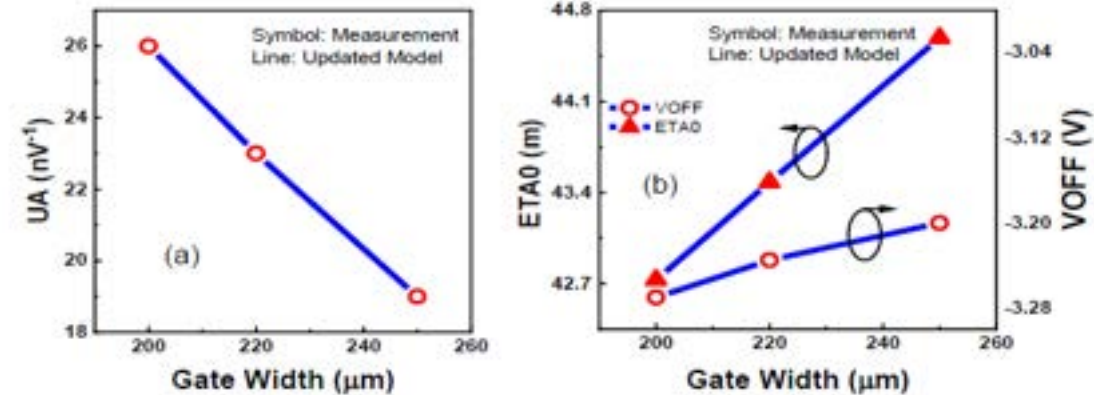 Symbol: Measurement
Line: Updated Model
26
24
22
20
18
UA (nV⁻¹)
(a)
200 220 240 260
Gate Width (μm)
Symbol: Measurement
Line: Updated Model
44.8
44.1
43.4
42.7
ETA0 (m)
VOFF
ETA0
(b)
-3.04
-3.12
-3.20
-3.28
VOFF (V)
200 220 240 260
Gate Width (μm)